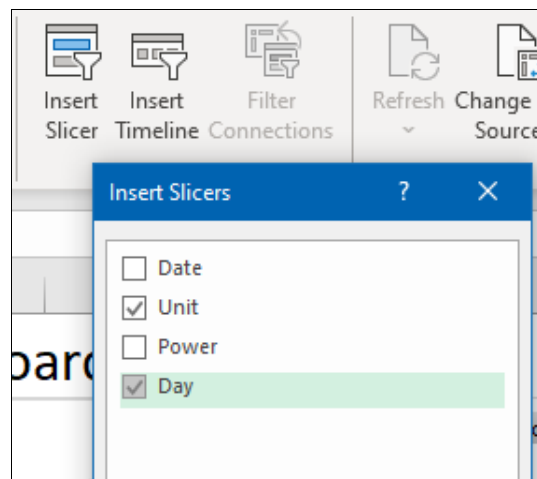 Insert Insert Filter Refresh Change
Slicer Timeline Connections Source
Insert Slicers ? ×
Date
Unit
Power
Day